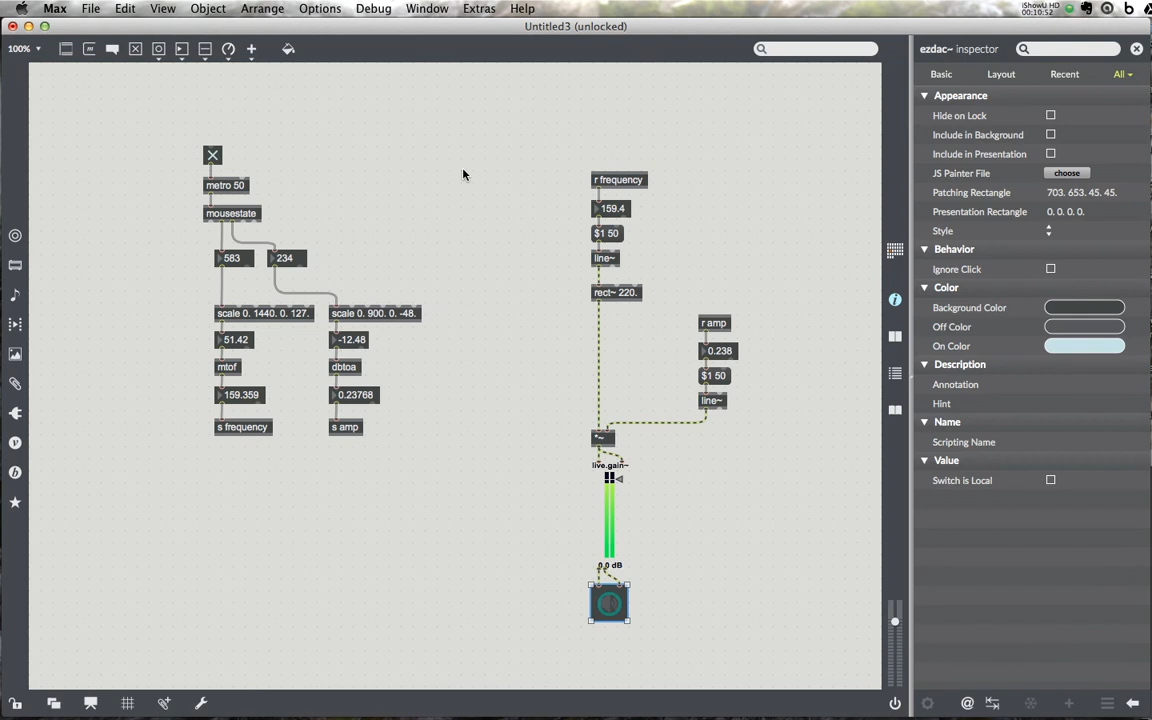 Max File Edit View Object Arrange Options Debug Window Extras Help
iShowU HD
00:10:52
Untitled3 (unlocked)
100%
ezdac~ inspector
Basic Layout Recent All
Appearance
Hide on Lock
Include in Background
Include in Presentation
JS Painter File choose
Patching Rectangle 703. 653. 45. 45.
Presentation Rectangle 0. 0. 0. 0.
Style
Behavior
Ignore Click
Color
Background Color
Off Color
On Color
Description
Annotation
Hint
Name
Scripting Name
Value
Switch is Local
metro 50
mousestate
583 234
scale 0. 1440. 0. 127. scale 0. 900. 0. -48.
51.42 -12.48
mtof dbtoa
159.359 0.23768
s frequency s amp
r frequency
159.4
$1 50
line~
rect~ 220.
r amp
0.238
$1 50
line~
*~
live.gain~
0.0 dB